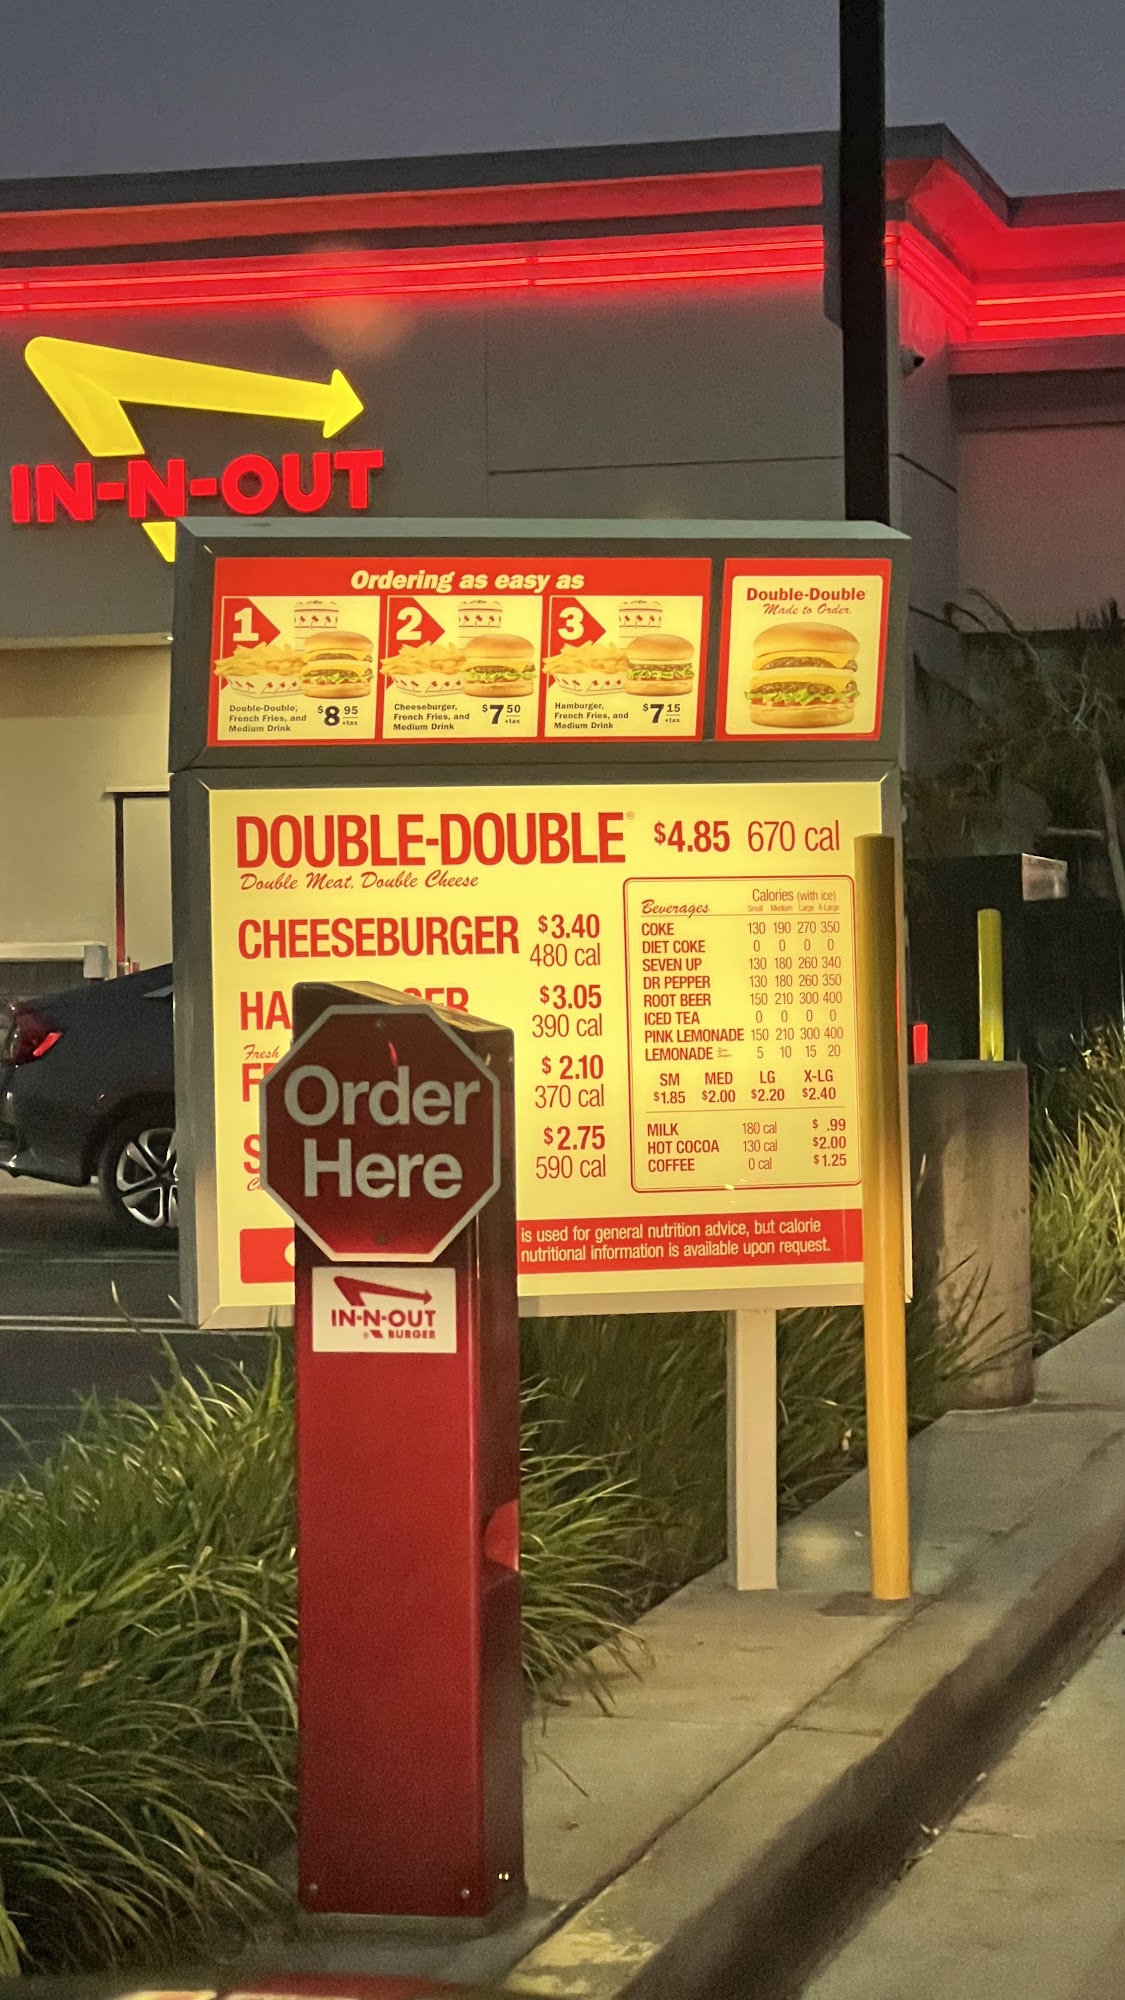 IN-N-OUT
Ordering as easy as
1
Double-Double,
French Fries, and
Medium Drink
$8 95
+tax
2
Cheeseburger,
French Fries, and
Medium Drink
$7 50
+tax
3
Hamburger,
French Fries, and
Medium Drink
$7 15
+tax
Double-Double
Made to Order.
DOUBLE-DOUBLE® $4.85 670 cal
Double Meat, Double Cheese
CHEESEBURGER $3.40
480 cal
HA GER $3.05
390 cal
Fresh
F $2.10
370 cal
S $2.75
590 cal
Beverages
Calories (with ice)
Small Medium Large X-Large
COKE 130 190 270 350
DIET COKE 0 0 0 0
SEVEN UP 130 180 260 340
DR PEPPER 130 180 260 350
ROOT BEER 150 210 300 400
ICED TEA 0 0 0 0
PINK LEMONADE 150 210 300 400
LEMONADE 5 10 15 20
SM MED LG X-LG
$1.85 $2.00 $2.20 $2.40
MILK 180 cal $ .99
HOT COCOA 130 cal $2.00
COFFEE 0 cal $1.25
is used for general nutrition advice, but calorie
nutritional information is available upon request.
Order
Here
IN-N-OUT
BURGER